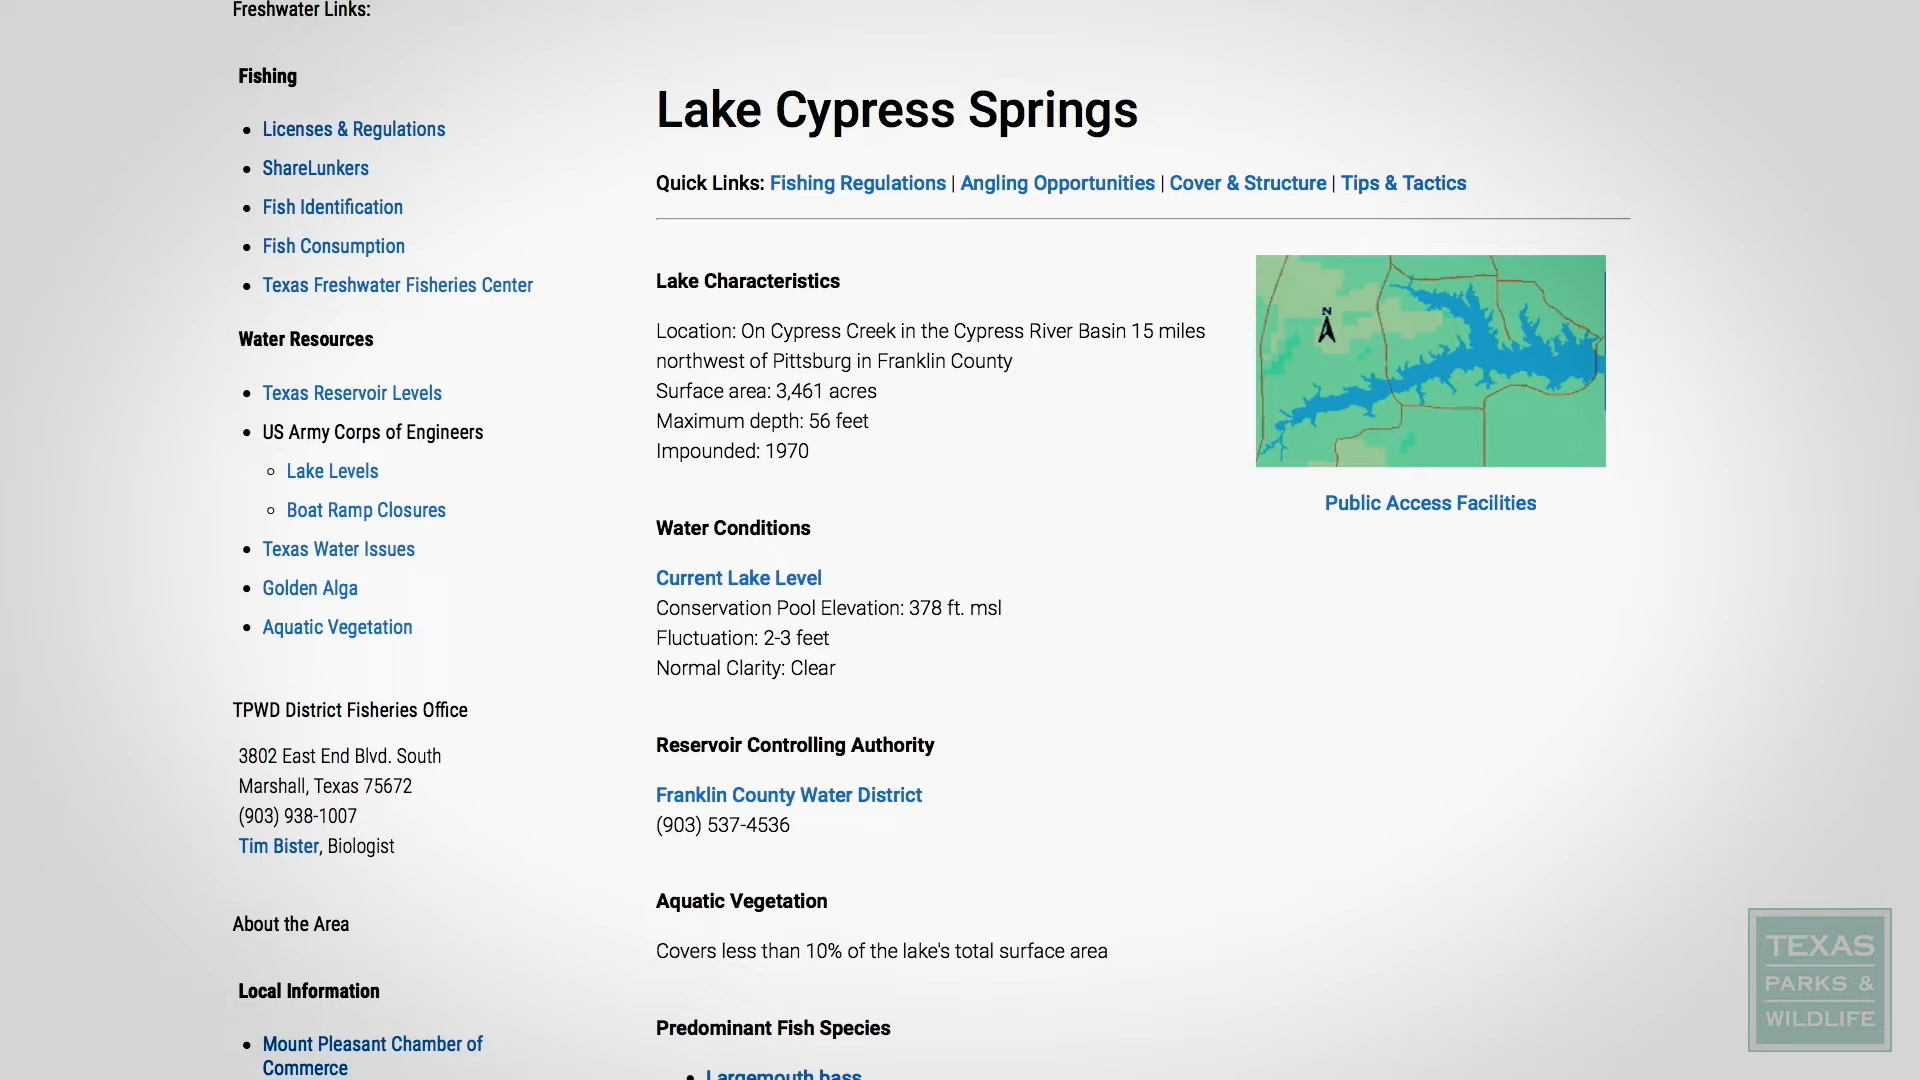 Freshwater Links:
Fishing
Licenses & Regulations
ShareLunkers
Fish Identification
Fish Consumption
Texas Freshwater Fisheries Center
Water Resources
Texas Reservoir Levels
US Army Corps of Engineers
Lake Levels
Boat Ramp Closures
Texas Water Issues
Golden Alga
Aquatic Vegetation
TPWD District Fisheries Office
3802 East End Blvd. South
Marshall, Texas 75672
(903) 938-1007
Tim Bister, Biologist
About the Area
Local Information
Mount Pleasant Chamber of
Commerce
Lake Cypress Springs
Quick Links: Fishing Regulations | Angling Opportunities | Cover & Structure | Tips & Tactics
Lake Characteristics
Location: On Cypress Creek in the Cypress River Basin 15 miles
northwest of Pittsburg in Franklin County
Surface area: 3,461 acres
Maximum depth: 56 feet
Impounded: 1970
N
Public Access Facilities
Water Conditions
Current Lake Level
Conservation Pool Elevation: 378 ft. msl
Fluctuation: 2-3 feet
Normal Clarity: Clear
Reservoir Controlling Authority
Franklin County Water District
(903) 537-4536
Aquatic Vegetation
Covers less than 10% of the lake's total surface area
Predominant Fish Species
Largemouth bass
TEXAS
PARKS &
WILDLIFE